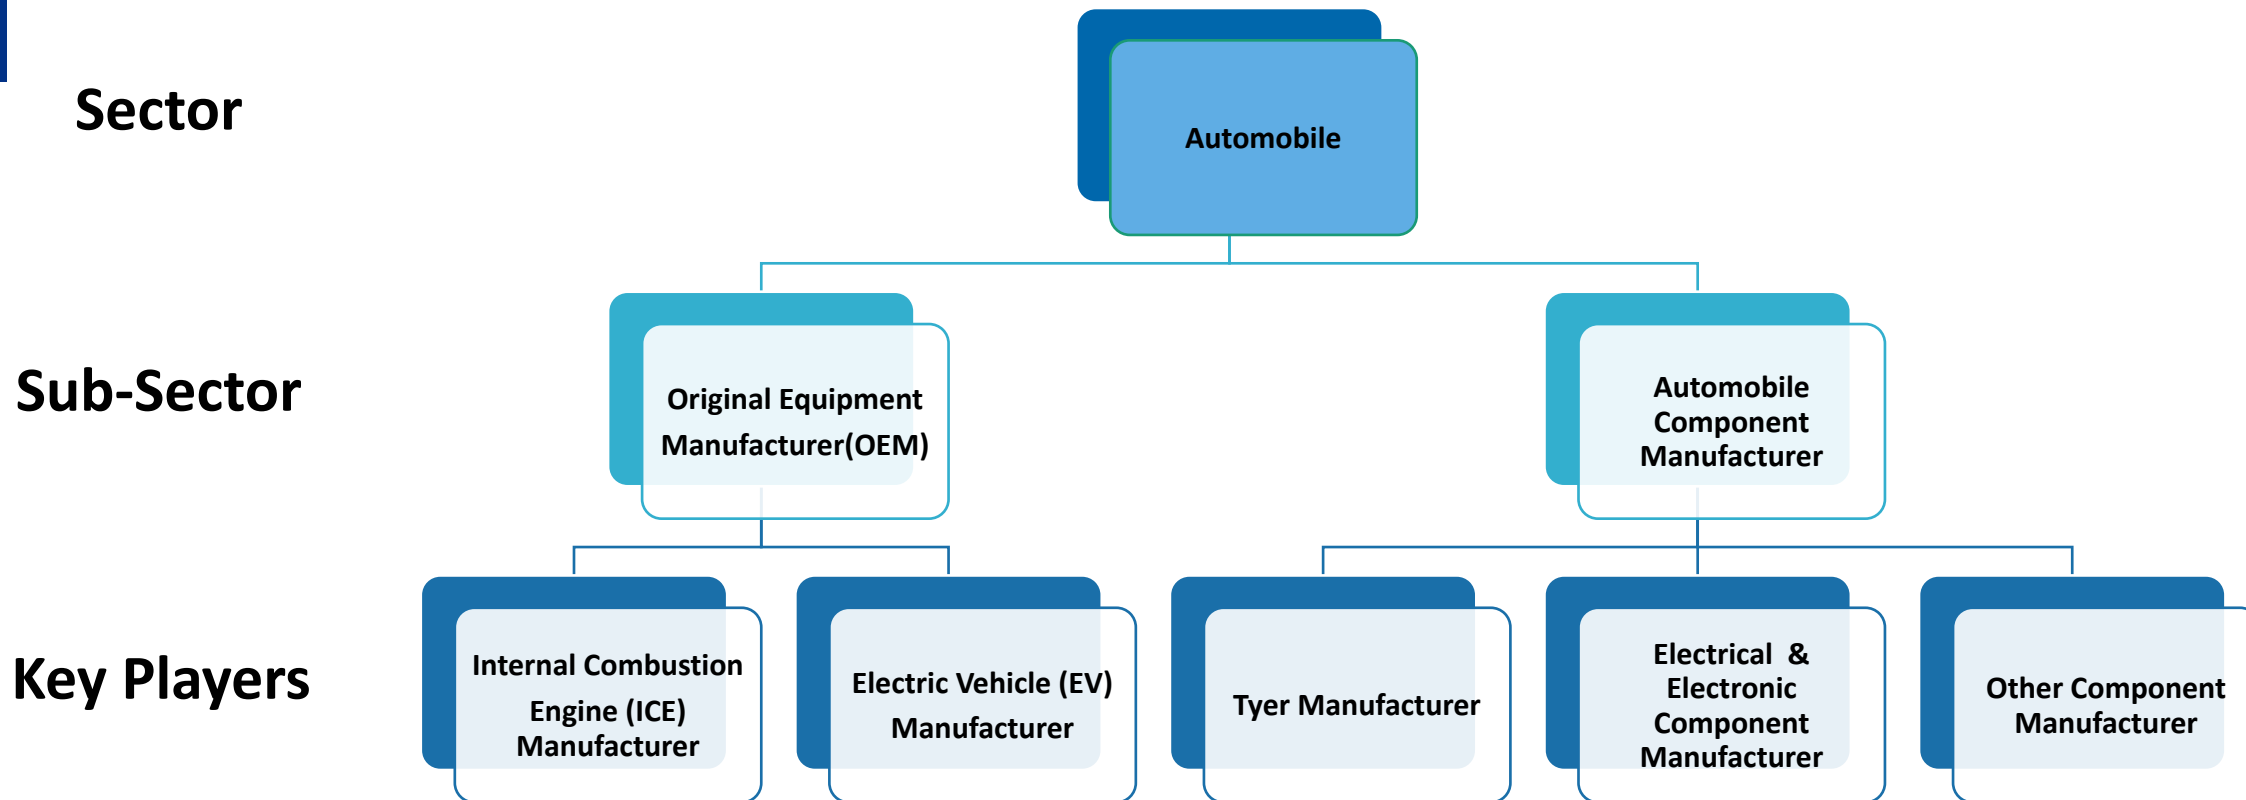 Sector
Automobile
Sub-Sector
Original Equipment
Manufacturer(OEM)
Automobile
Component
Manufacturer
Key Players
Internal Combustion
Engine (ICE)
Manufacturer
Electric Vehicle (EV)
Manufacturer
Tyer Manufacturer
Electrical &
Electronic
Component
Manufacturer
Other Component
Manufacturer